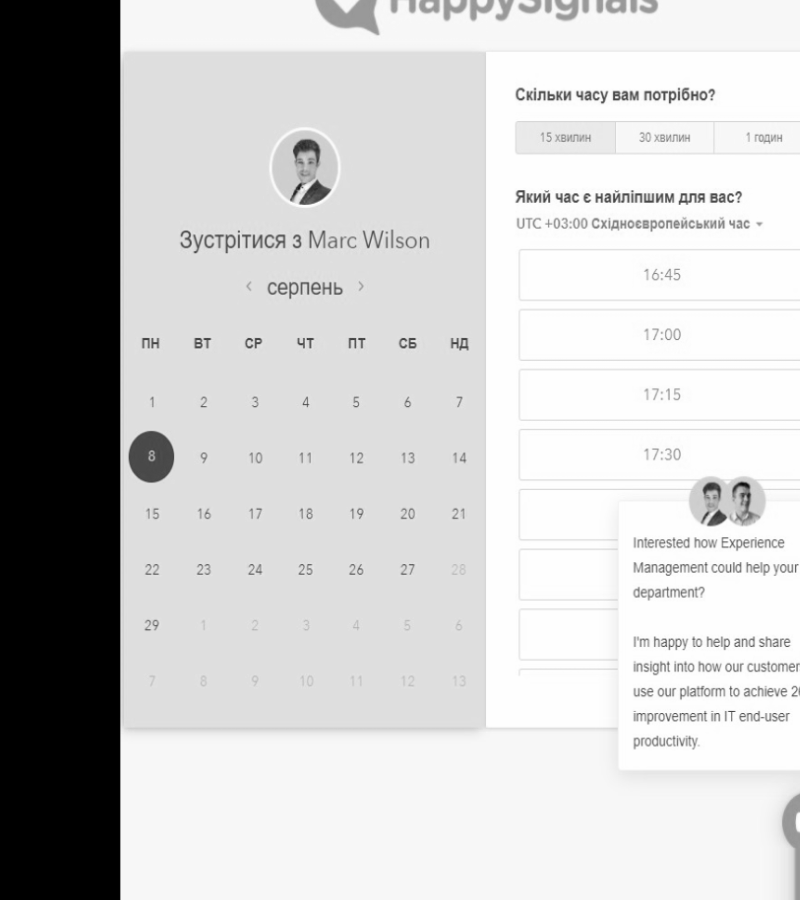 HappySignals
Зустрітися з Marc Wilson
‹ серпень ›
ПН ВТ СР ЧТ ПТ СБ НД
1 2 3 4 5 6 7
8 9 10 11 12 13 14
15 16 17 18 19 20 21
22 23 24 25 26 27 28
29 1 2 3 4 5 6
7 8 9 10 11 12 13
Скільки часу вам потрібно?
15 хвилин 30 хвилин 1 годин
Який час є найліпшим для вас?
UTC +03:00 Східноєвропейський час
16:45
17:00
17:15
17:30
Interested how Experience
Management could help your
department?
I'm happy to help and share
insight into how our customer
use our platform to achieve
improvement in IT end-user
productivity.